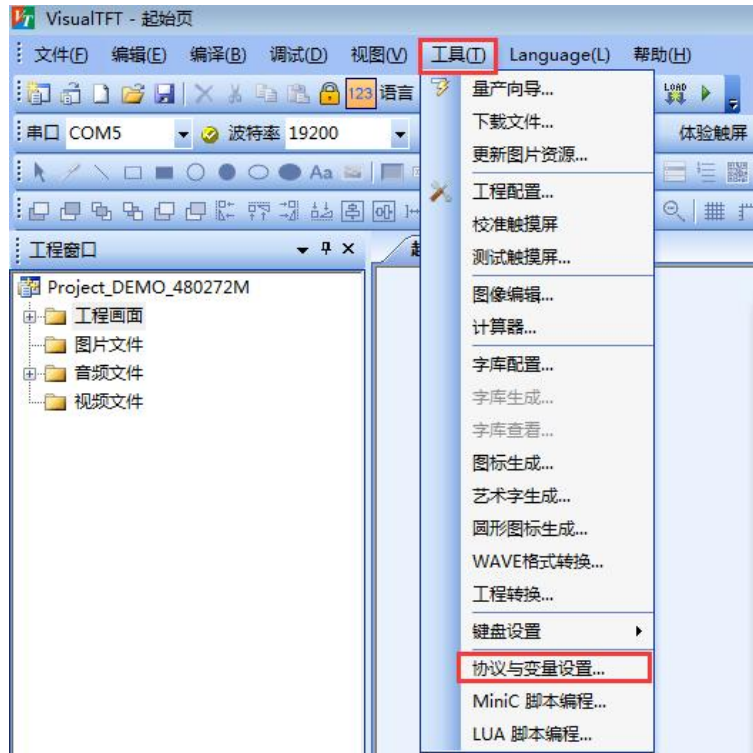 VisualTFT - 起始页
文件(F) 编辑(E) 编译(B) 调试(D) 视图(V) 工具(T) Language(L) 帮助(H)
123 语言 LOAD
串口 COM5 波特率 19200 体验触屏
Aa
工程窗口
Project_DEMO_480272M
工程画面
图片文件
音频文件
视频文件
量产向导...
下载文件...
更新图片资源...
工程配置...
校准触摸屏
测试触摸屏...
图像编辑...
计算器...
字库配置...
字库生成...
字库查看...
图标生成...
艺术字生成...
圆形图标生成...
WAVE格式转换...
工程转换...
键盘设置
协议与变量设置...
MiniC 脚本编程...
LUA 脚本编程...